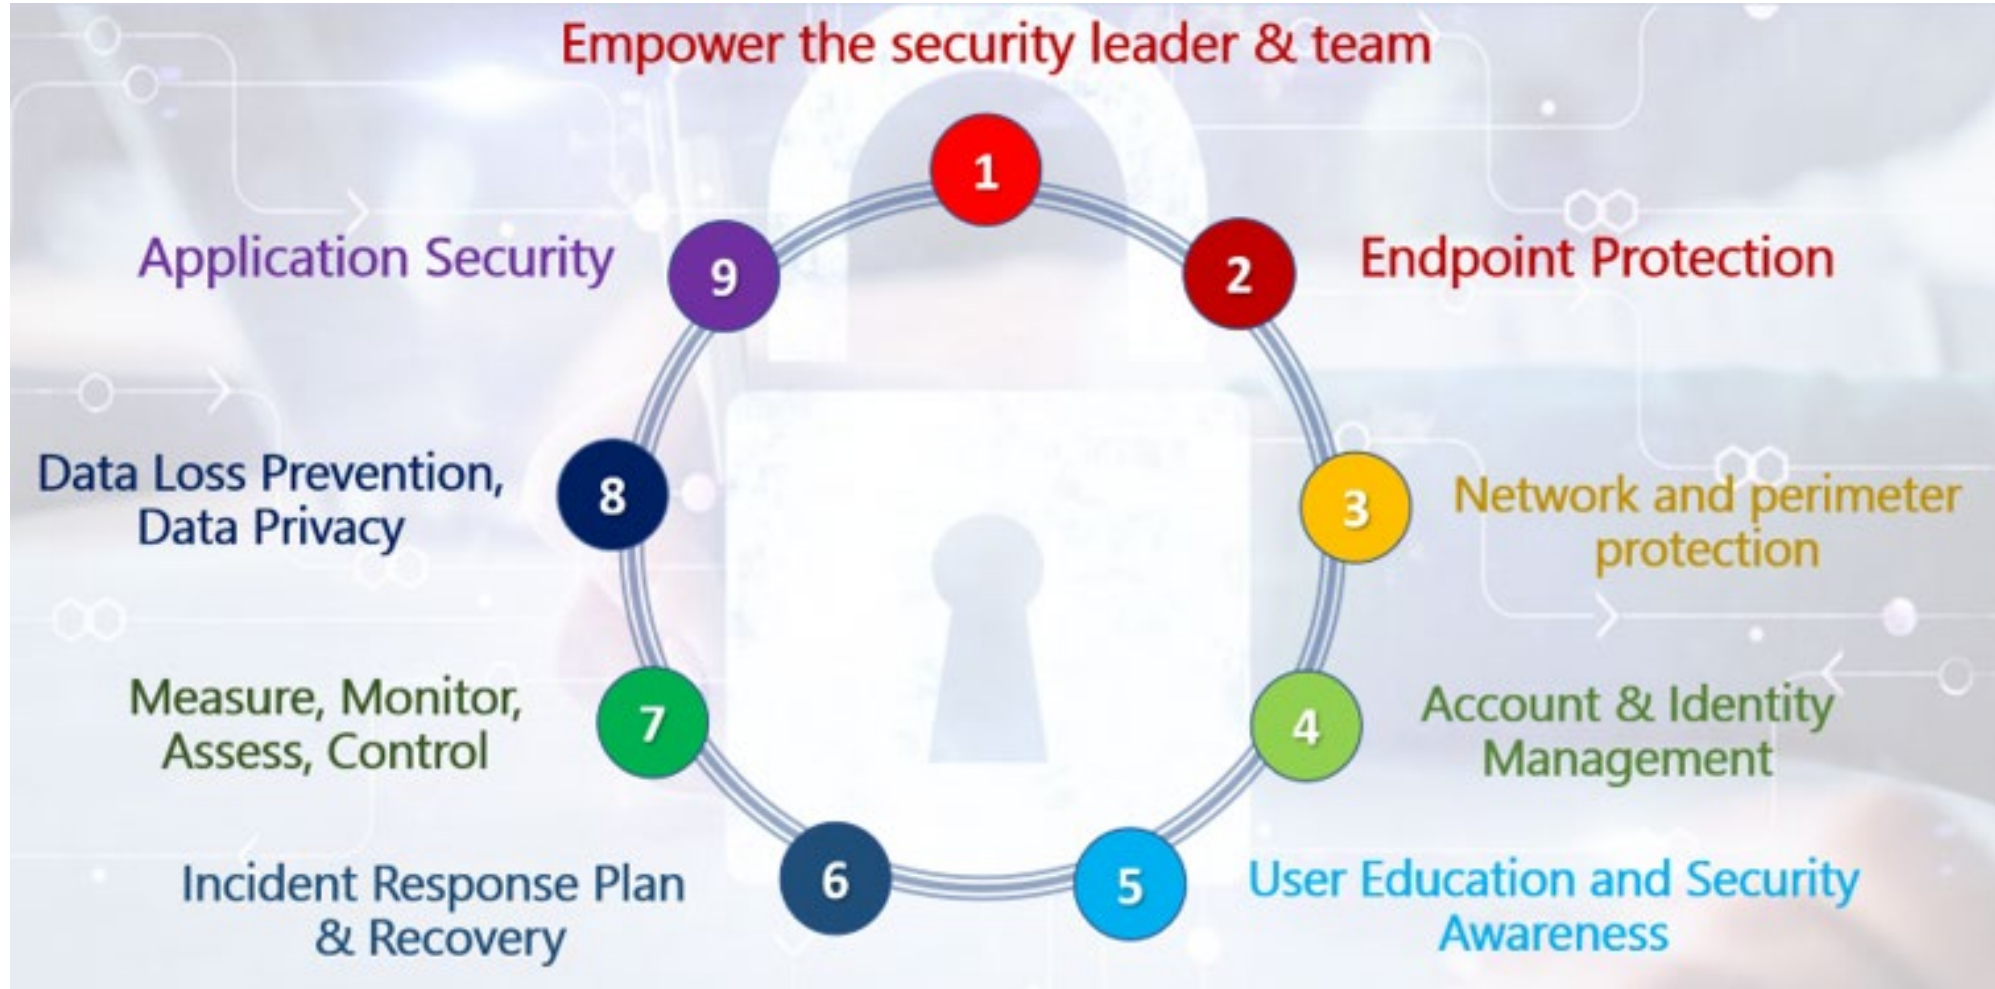 Empower the security leader & team
1
2
Endpoint Protection
3
Network and perimeter
protection
4
Account & Identity
Management
5
User Education and Security
Awareness
6
Incident Response Plan
& Recovery
7
Measure, Monitor,
Assess, Control
8
Data Loss Prevention,
Data Privacy
9
Application Security